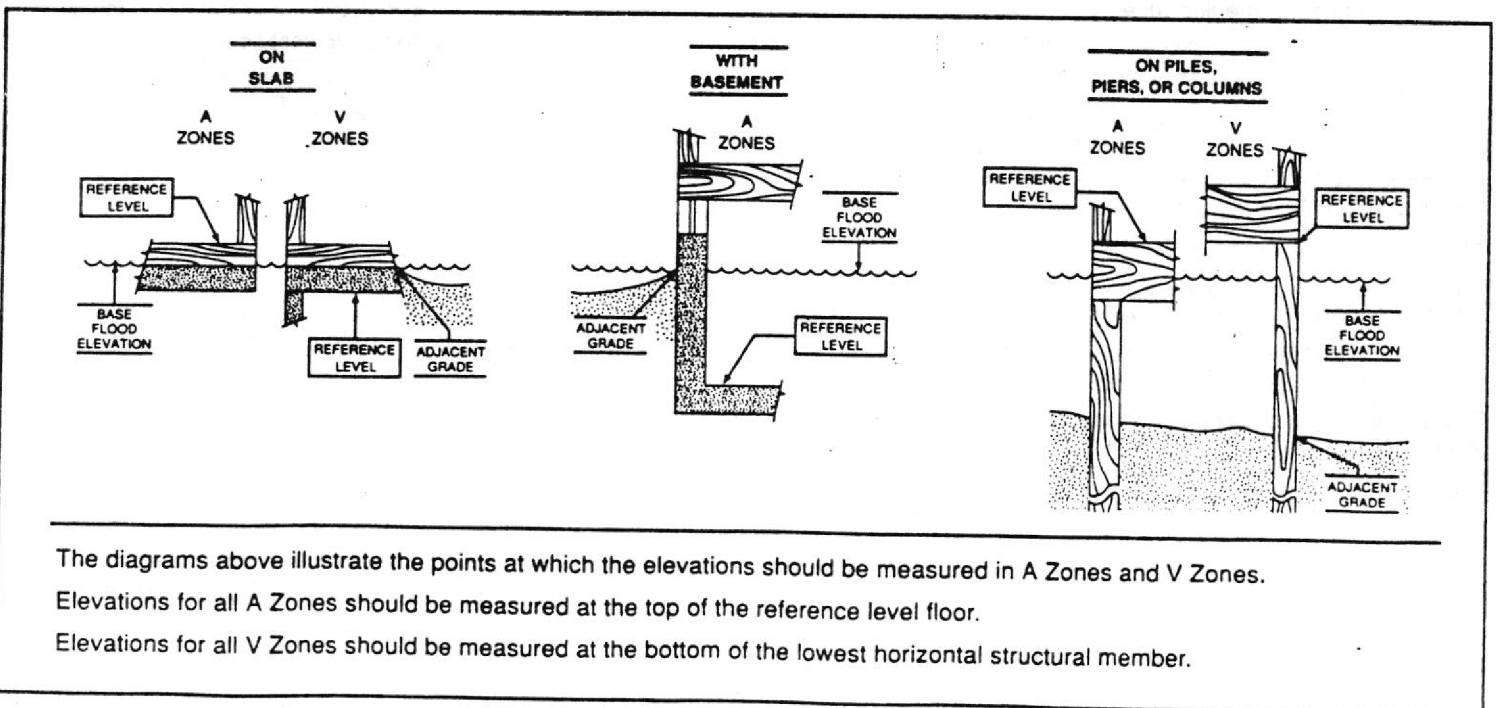 ON
SLAB
A
ZONES
V
ZONES
REFERENCE
LEVEL
BASE
FLOOD
ELEVATION
REFERENCE
LEVEL
ADJACENT
GRADE
WITH
BASEMENT
A
ZONES
BASE
FLOOD
ELEVATION
ADJACENT
GRADE
REFERENCE
LEVEL
ON PILES,
PIERS, OR COLUMNS
A
ZONES
V
ZONES
REFERENCE
LEVEL
REFERENCE
LEVEL
BASE
FLOOD
ELEVATION
ADJACENT
GRADE
The diagrams above illustrate the points at which the elevations should be measured in A Zones and V Zones.
Elevations for all A Zones should be measured at the top of the reference level floor.
Elevations for all V Zones should be measured at the bottom of the lowest horizontal structural member.